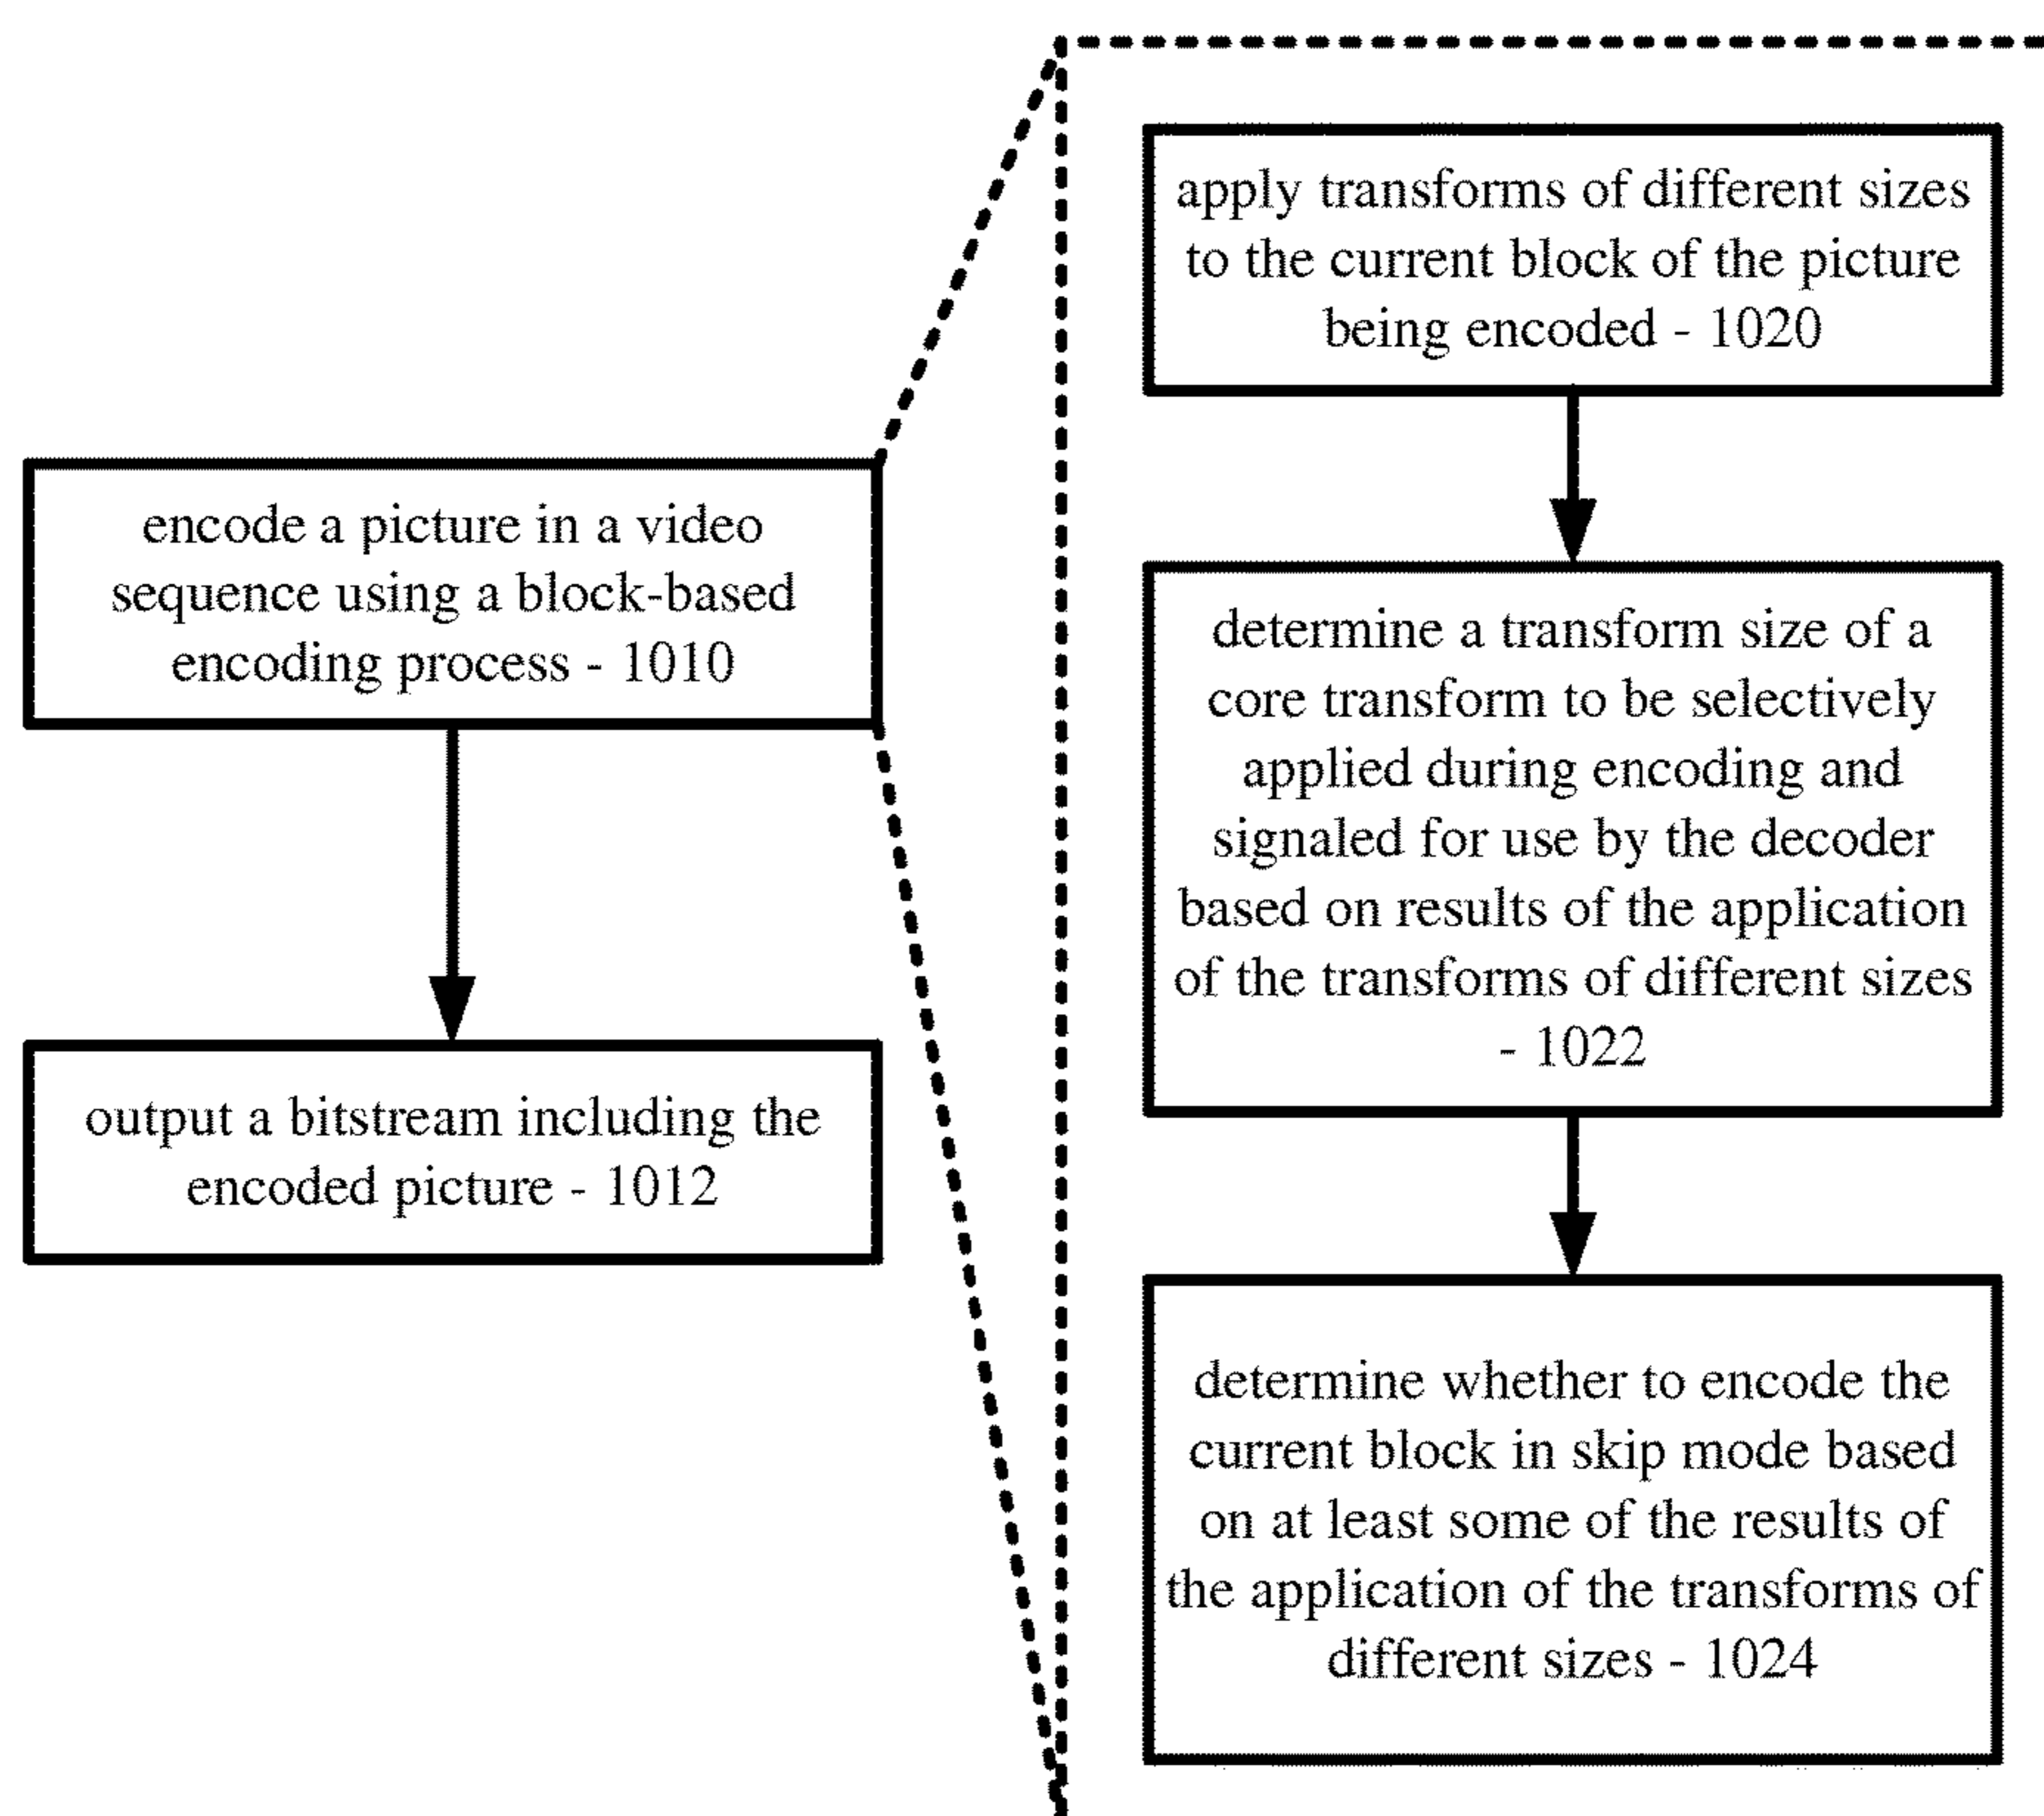 encode a picture in a video
sequence using a block-based
encoding process - 1010
output a bitstream including the
encoded picture - 1012
apply transforms of different sizes
to the current block of the picture
being encoded - 1020
determine a transform size of a
core transform to be selectively
applied during encoding and
signaled for use by the decoder
based on results of the application
of the transforms of different sizes
- 1022
determine whether to encode the
current block in skip mode based
on at least some of the results of
the application of the transforms of
different sizes - 1024